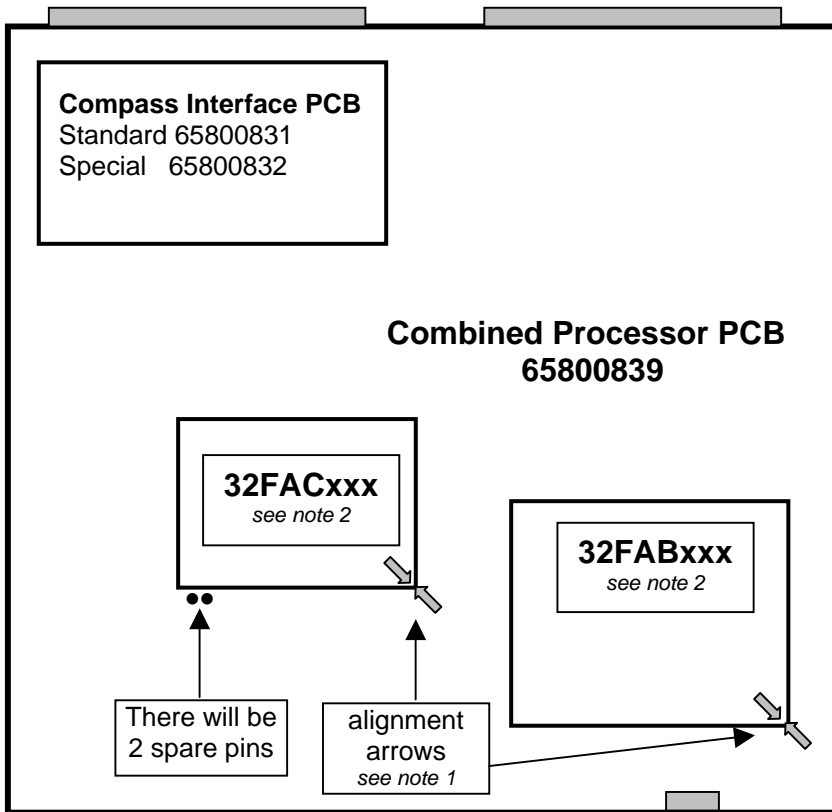 Compass Interface PCB
Standard 65800831
Special 65800832
Combined Processor PCB
65800839
32FACxxx
see note 2
32FABxxx
see note 2
There will be
2 spare pins
alignment
arrows
see note 1